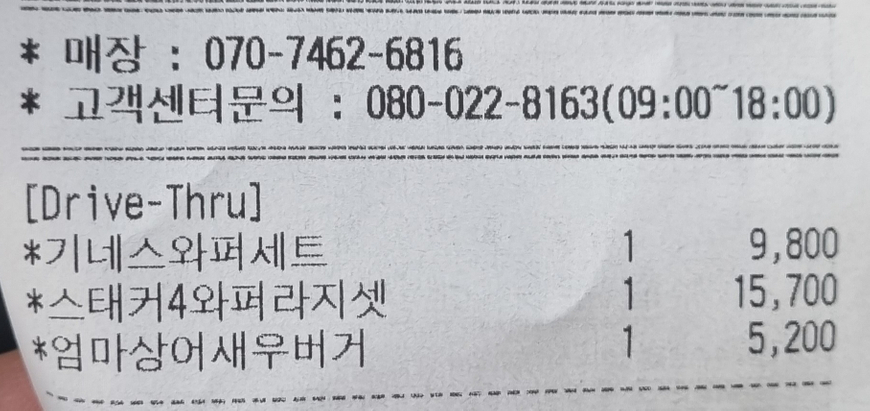 * 매장 : 070-7462-6816
* 고객센터문의 : 080-022-8163(09:00~18:00)
[Drive-Thru]
*기네스와퍼세트 1 9,800
*스태커4와퍼라지셋 1 15,700
*엄마상어새우버거 1 5,200